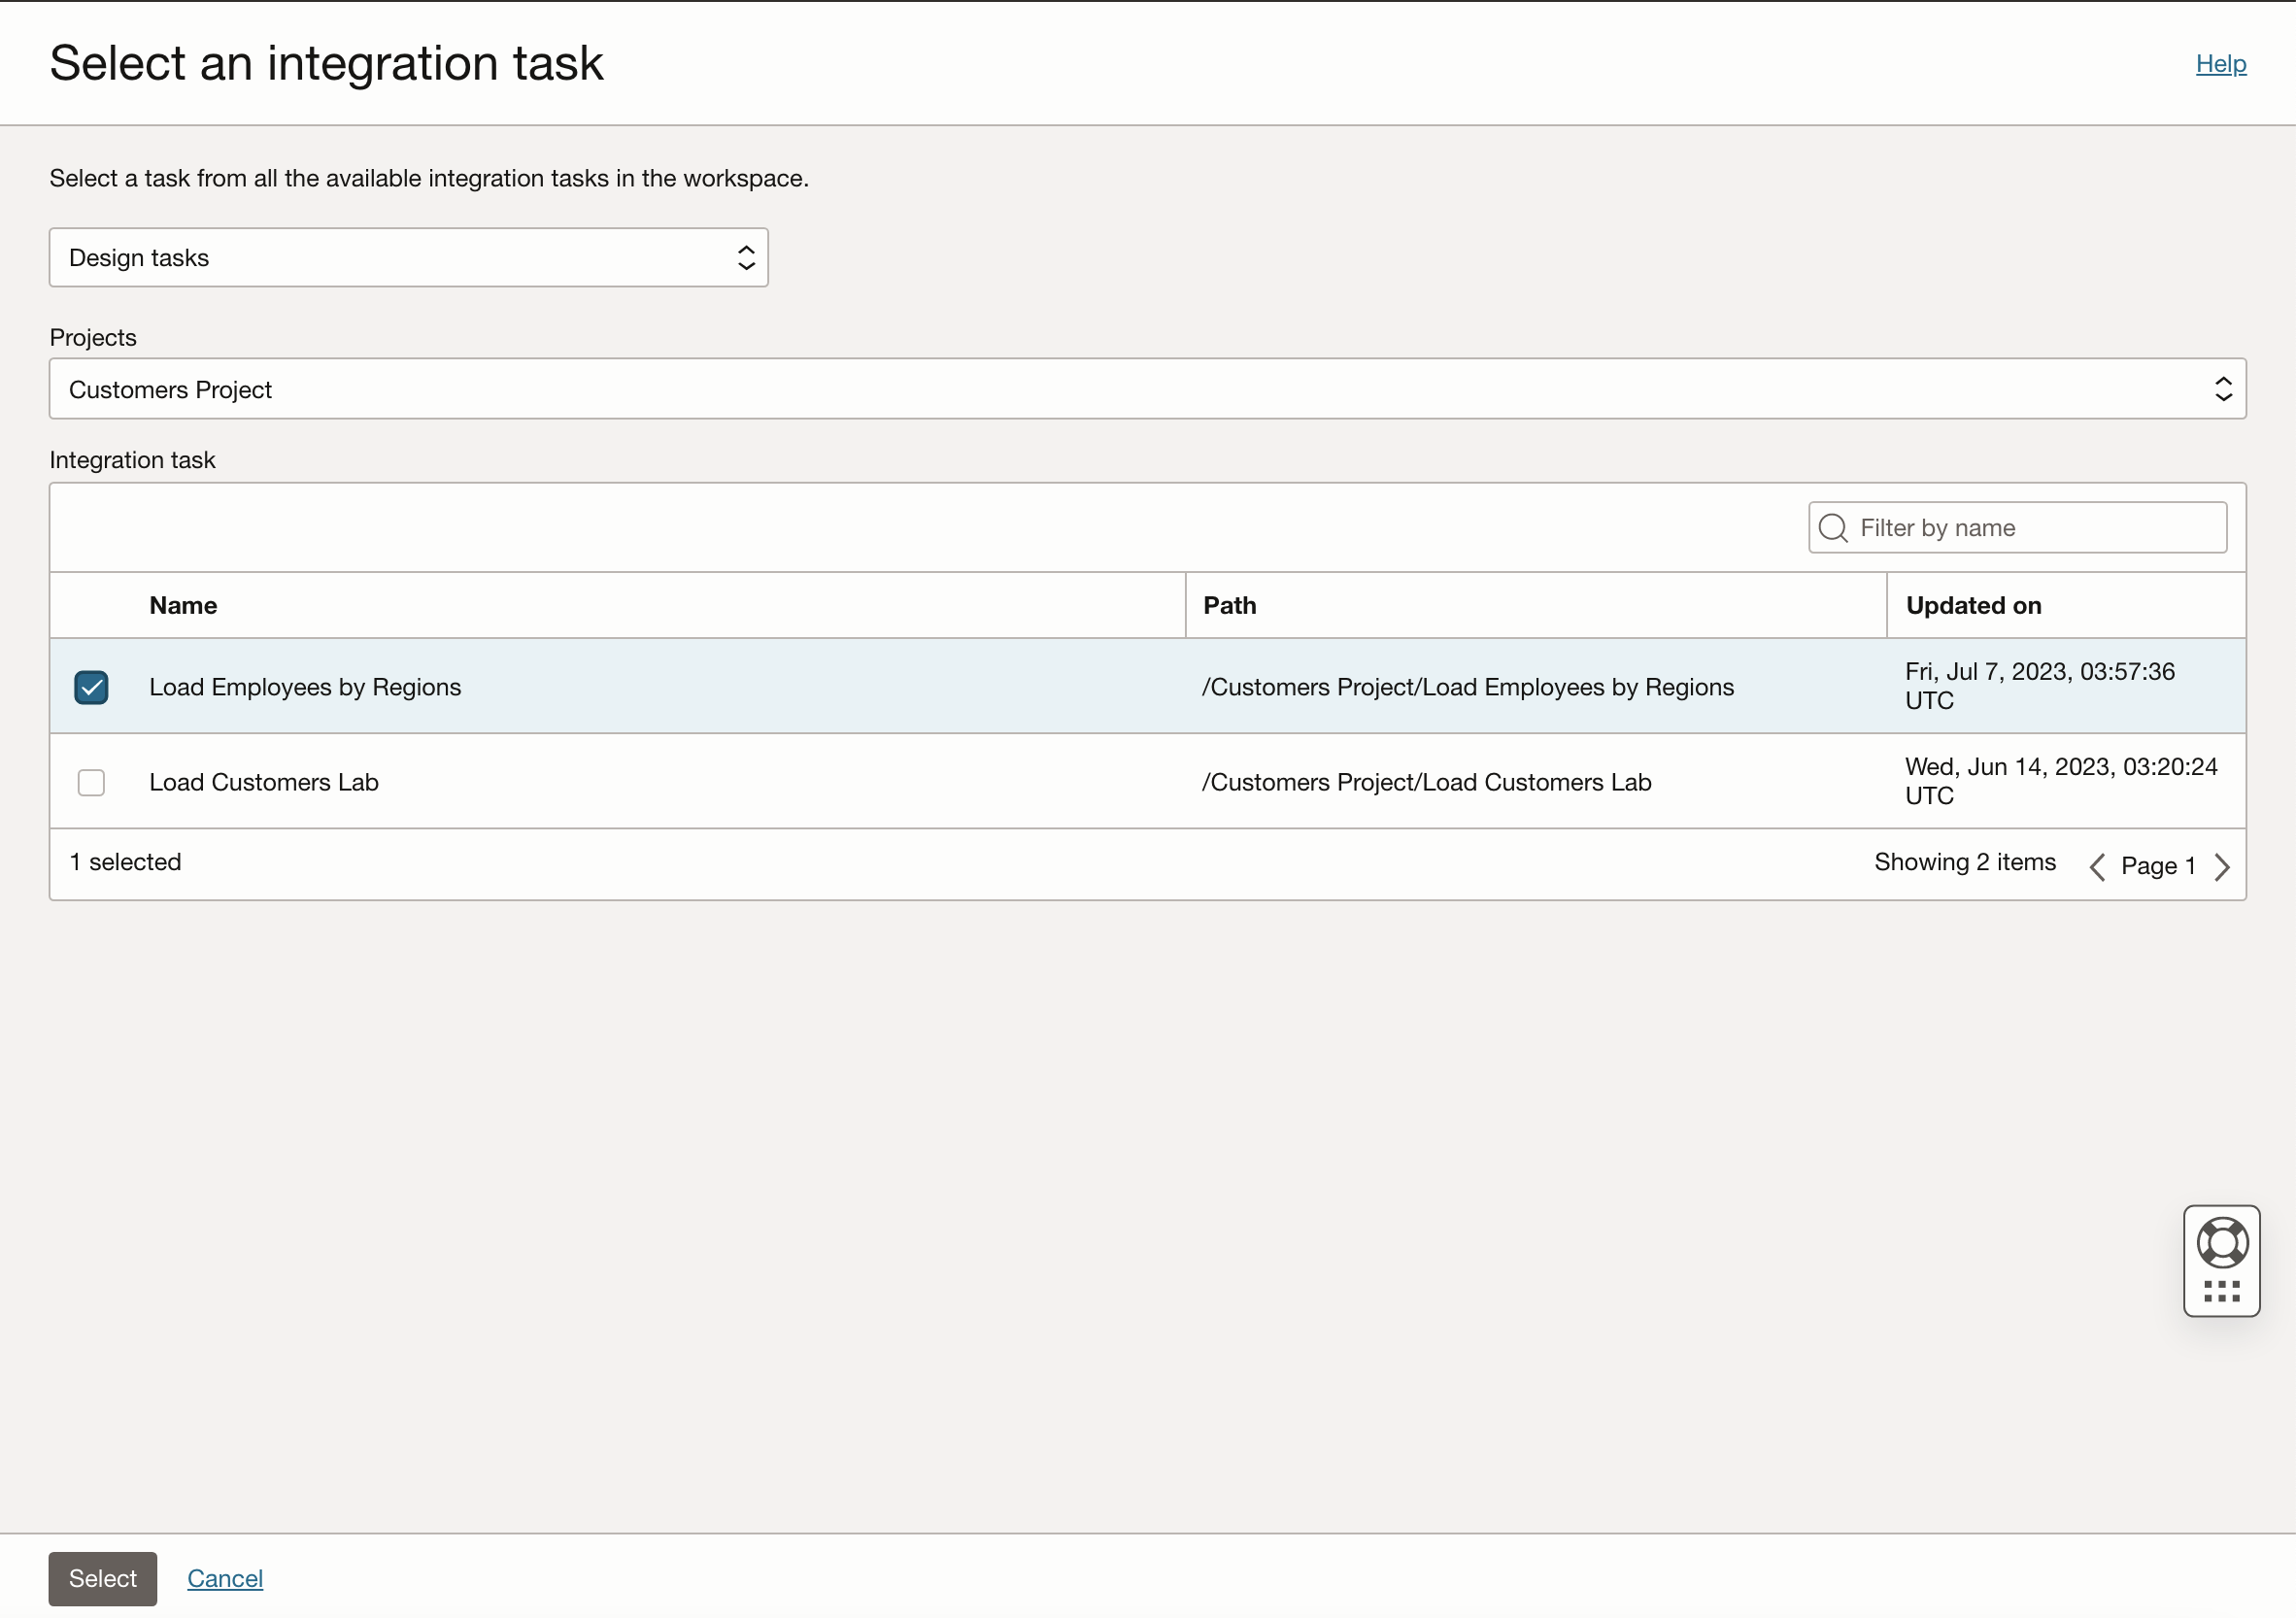 Select an integration task
Help
Select a task from all the available integration tasks in the workspace.
Design tasks
Projects
Customers Project
Integration task
Filter by name
Name Path Updated on
Load Employees by Regions /Customers Project/Load Employees by Regions Fri, Jul 7, 2023, 03:57:36
UTC
Load Customers Lab /Customers Project/Load Customers Lab Wed, Jun 14, 2023, 03:20:24
UTC
1 selected Showing 2 items Page 1
Select Cancel